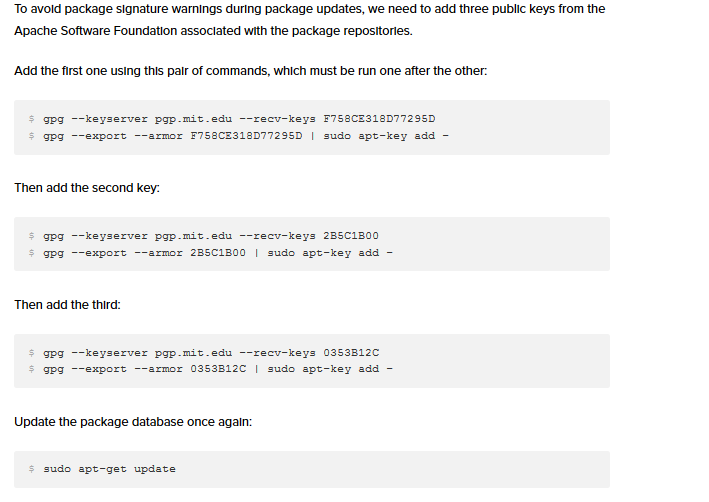 To avoid package signature warnings during package updates, we need to add three public keys from the
Apache Software Foundation associated with the package repositories.
Add the first one using this pair of commands, which must be run one after the other:
$ gpg --keyserver pgp.mit.edu --recv-keys F758CE318D77295D
$ gpg --export --armor F758CE318D77295D | sudo apt-key add -
Then add the second key:
$ gpg --keyserver pgp.mit.edu --recv-keys 2B5C1B00
$ gpg --export --armor 2B5C1B00 | sudo apt-key add -
Then add the third:
$ gpg --keyserver pgp.mit.edu --recv-keys 0353B12C
$ gpg --export --armor 0353B12C | sudo apt-key add -
Update the package database once again:
$ sudo apt-get update